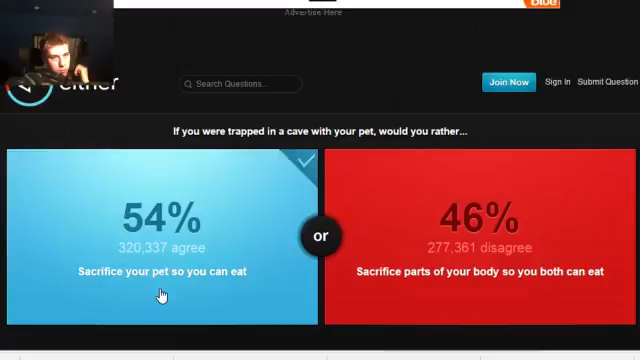 blue
Advertise Here
either
Search Questions...
Join Now
Sign In
Submit Question
If you were trapped in a cave with your pet, would you rather...
54%
320,337 agree
Sacrifice your pet so you can eat
or
46%
277,361 disagree
Sacrifice parts of your body so you both can eat